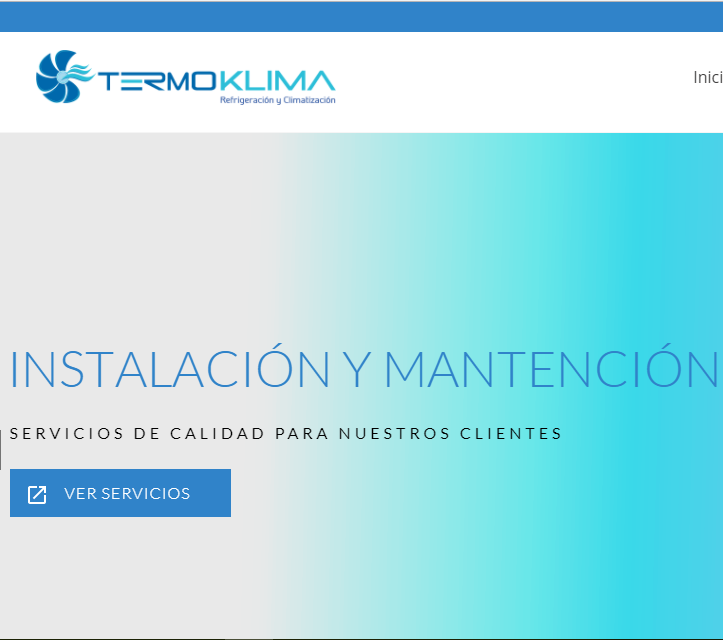 TERMOKLIMA
Refrigeración y Climatización
Inici
INSTALACIÓN Y MANTENCIÓN
SERVICIOS DE CALIDAD PARA NUESTROS CLIENTES
VER SERVICIOS